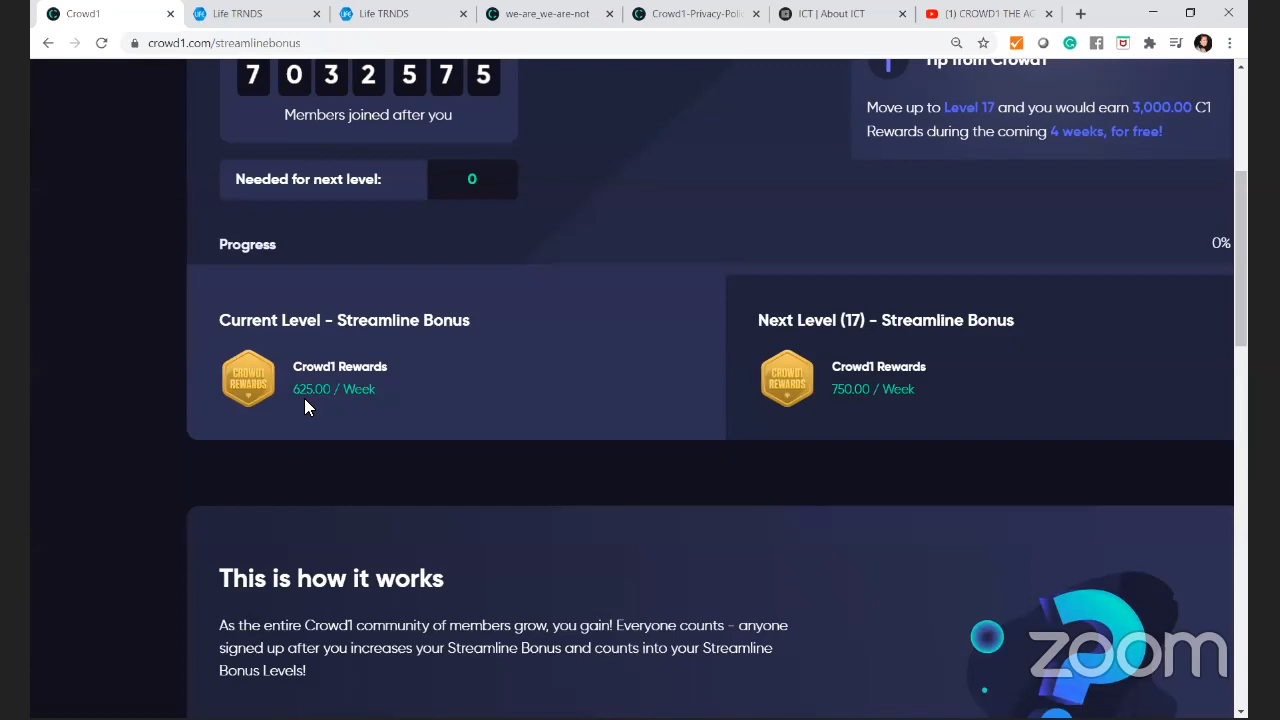 Crowd1
Life TRNDS
Life TRNDS
we-are_we-are-not
Crowd1-Privacy-Po
ICT | About ICT
(1) CROWD1 THE AC
crowd1.com/streamlinebonus
7 0 3 2 5 7 5
Members joined after you
Needed for next level:
0
Tip from Crowd1
Move up to Level 17 and you would earn 3,000.00 C1
Rewards during the coming 4 weeks, for free!
Progress
0%
Current Level - Streamline Bonus
CROWD1
REWARDS
Crowd1 Rewards
625.00 / Week
Next Level (17) - Streamline Bonus
CROWD1
REWARDS
Crowd1 Rewards
750.00 / Week
This is how it works
As the entire Crowd1 community of members grow, you gain! Everyone counts - anyone
signed up after you increases your Streamline Bonus and counts into your Streamline
Bonus Levels!
zoom